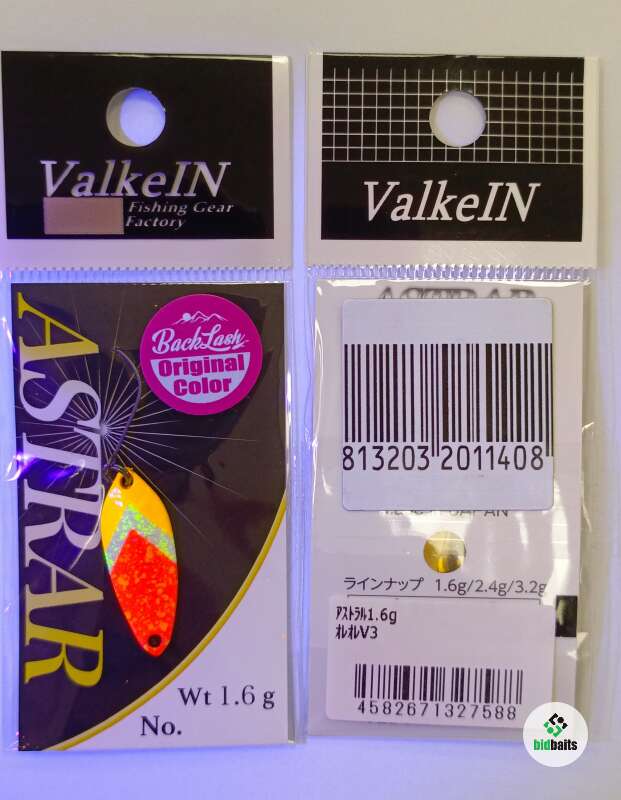 ValkeIN
Fishing Gear
Factory
BackLash
Original
Color
ASTRAR
Wt 1.6 g
No.
ValkeIN
ASTRAR
813203 2011408
JAPAN
ラインナップ 1.6g/2.4g/3.2g
ｱｽﾄﾗﾙ1.6g
ｵﾚｵﾚV3
4582671327588
bidbaits